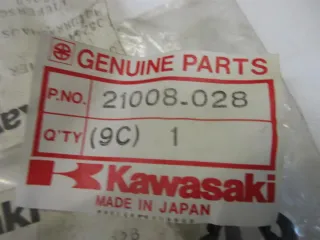 GENUINE PARTS
P.NO. 21008-028
Q'TY (9C) 1
Kawasaki
MADE IN JAPAN